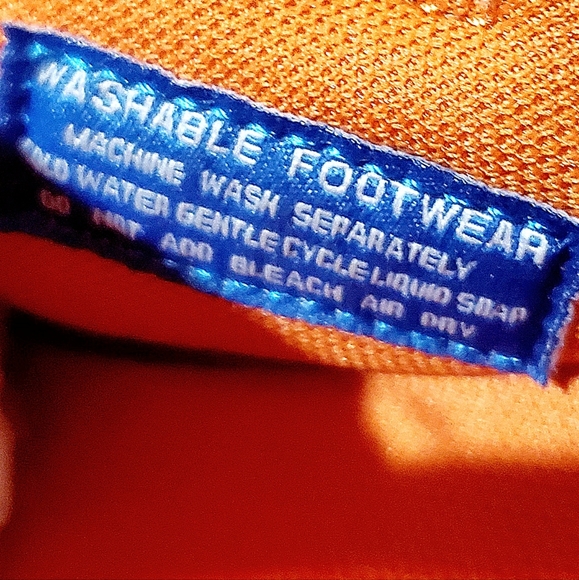 WASHABLE FOOTWEAR
MACHINE WASH SEPARATELY
COLD WATER GENTLE CYCLE LIQUID SOAP
DO NOT ADD BLEACH AIR DRY